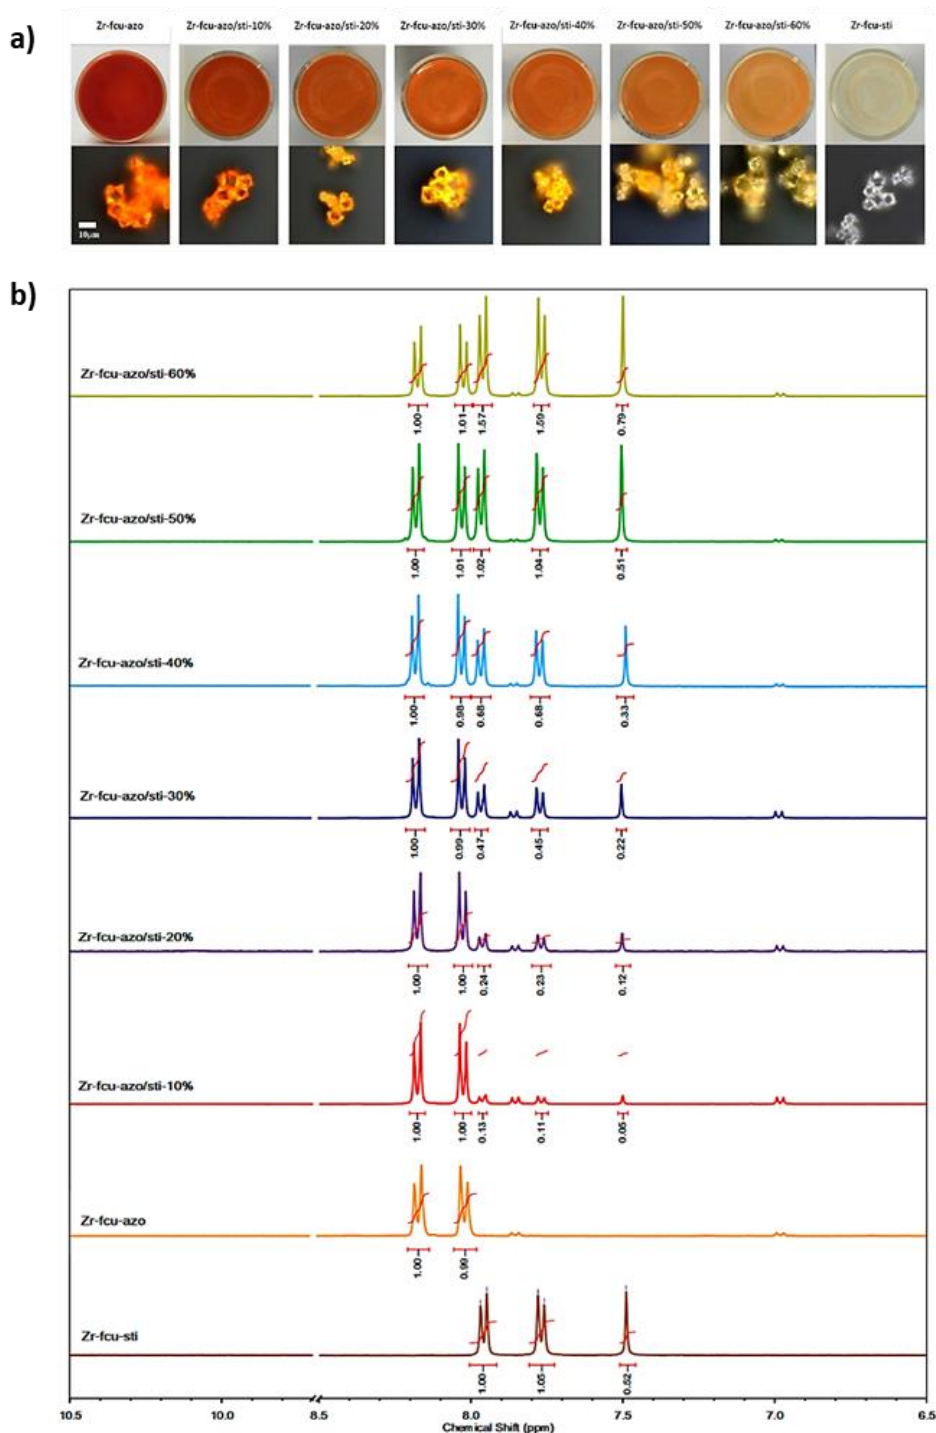 a)
Zr-fcu-azo Zr-fcu-azo/sti-10% Zr-fcu-azo/sti-20% Zr-fcu-azo/sti-30% Zr-fcu-azo/sti-40% Zr-fcu-azo/sti-50% Zr-fcu-azo/sti-60% Zr-fcu-sti
10μm
b)
Zr-fcu-azo/sti-60%
1.00 1.01 1.57 1.59 0.79
Zr-fcu-azo/sti-50%
1.00 1.01 1.02 1.04 0.51
Zr-fcu-azo/sti-40%
1.00 0.98 0.68 0.68 0.33
Zr-fcu-azo/sti-30%
1.00 0.99 0.47 0.45 0.22
Zr-fcu-azo/sti-20%
1.00 1.00 0.24 0.23 0.12
Zr-fcu-azo/sti-10%
1.00 1.00 0.13 0.11 0.05
Zr-fcu-azo
1.00 0.99
Zr-fcu-sti
1.00 1.05 0.52
10.5 10.0 8.5 8.0 7.5 7.0 6.5
Chemical Shift (ppm)